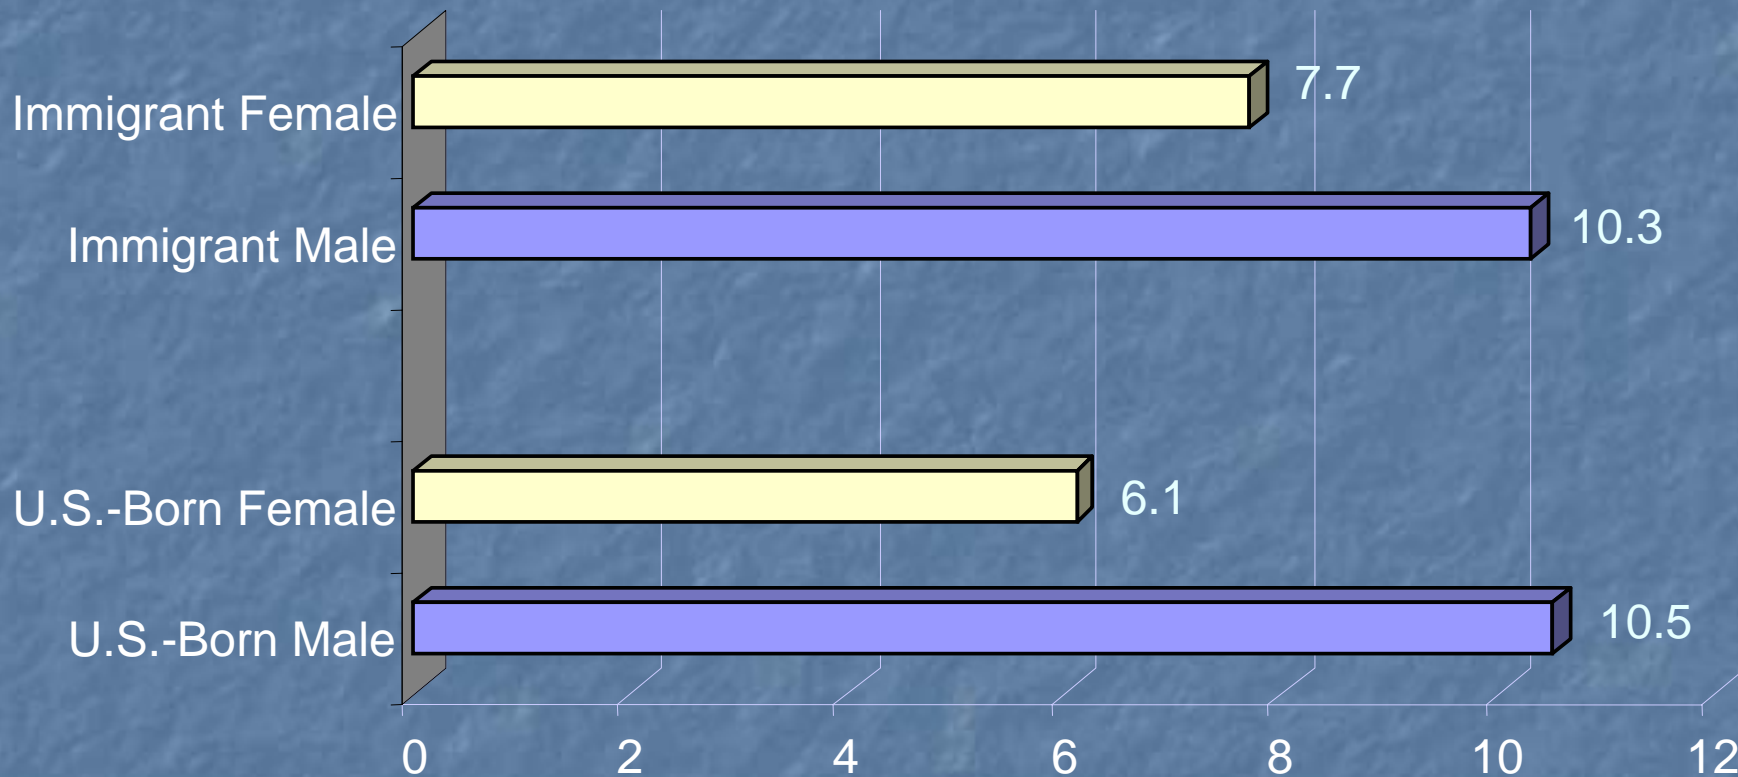 Immigrant Female 7.7
Immigrant Male 10.3
U.S.-Born Female 6.1
U.S.-Born Male 10.5
0 2 4 6 8 10 12